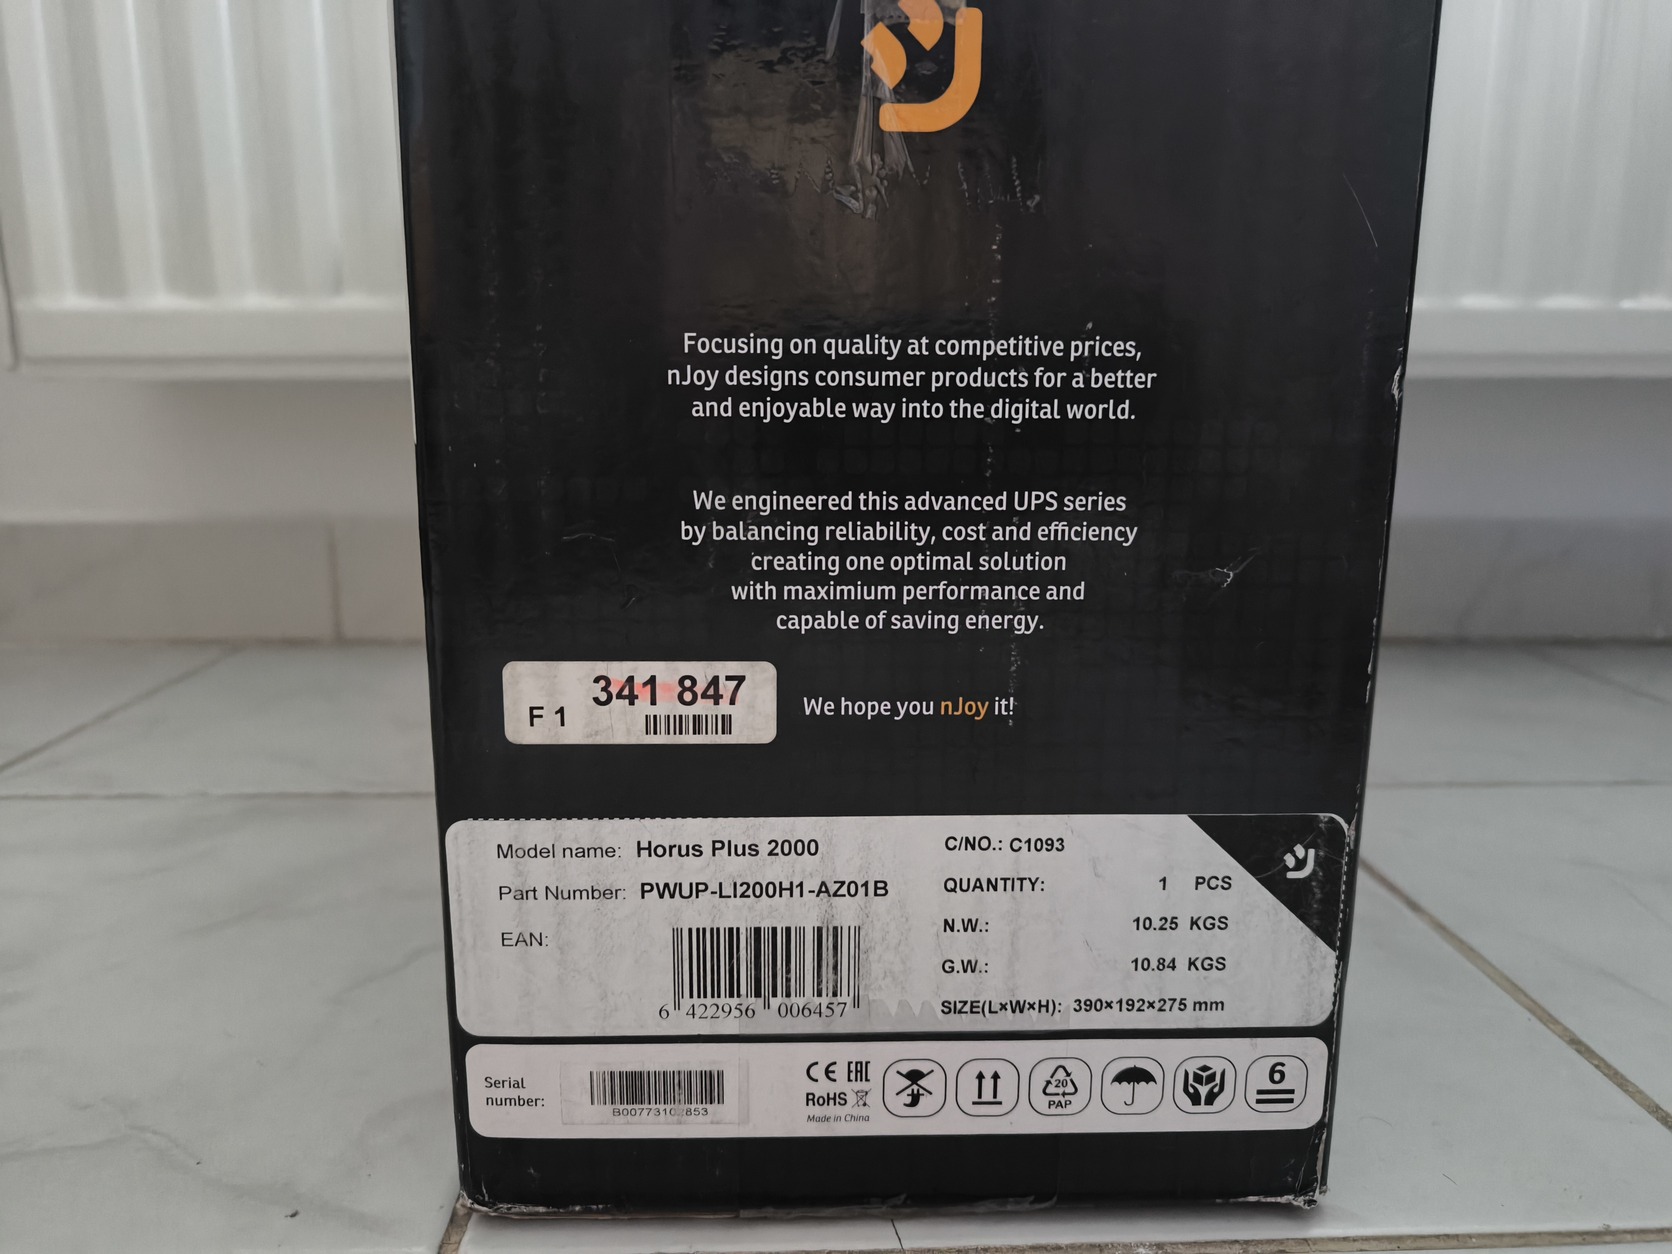 Focusing on quality at competitive prices,
nJoy designs consumer products for a better
and enjoyable way into the digital world.
We engineered this advanced UPS series
by balancing reliability, cost and efficiency
creating one optimal solution
with maximium performance and
capable of saving energy.
341 847
F 1
We hope you nJoy it!
Model name: Horus Plus 2000
Part Number: PWUP-LI200H1-AZ01B
EAN:
6 422956 006457
C/NO.: C1093
QUANTITY: 1 PCS
N.W.: 10.25 KGS
G.W.: 10.84 KGS
SIZE(L×W×H): 390×192×275 mm
Serial
number:
CE EAC
RoHS
Made in China
20
PAP
6